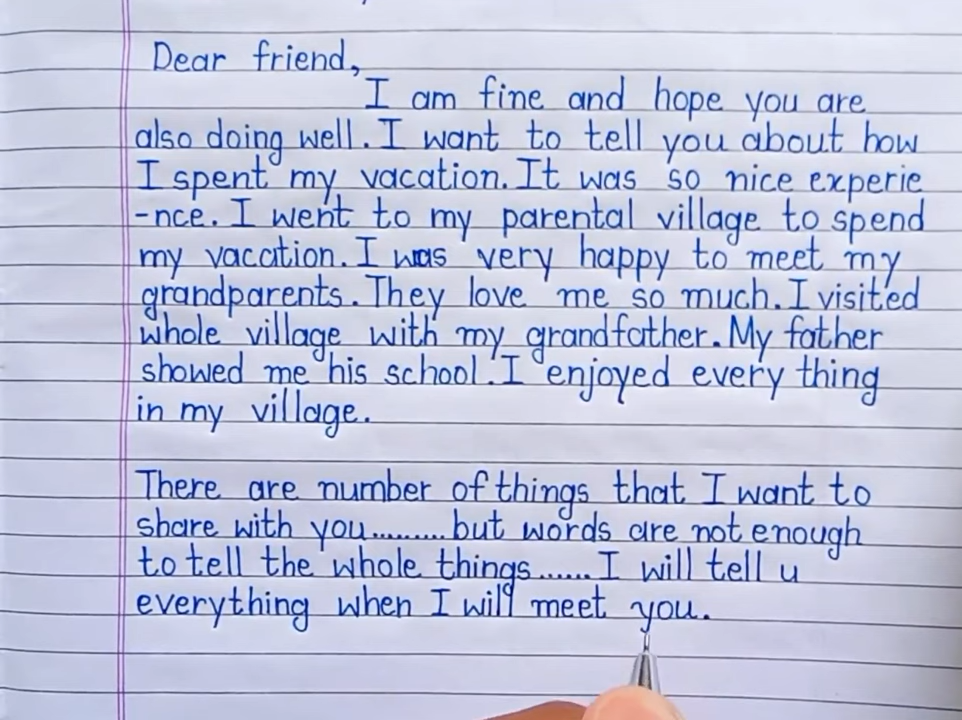 Dear friend,
I am fine and hope you are
also doing well. I want to tell you about how
I spent my vacation. It was so nice experie
-nce. I went to my parental village to spend
my vacation. I was very happy to meet my
grandparents. They love me so much. I visited
whole village with my grandfather. My father
showed me his school. I enjoyed every thing
in my village.
There are number of things that I want to
share with you.......... but words are not enough
to tell the whole things...... I will tell u
everything when I will meet you.